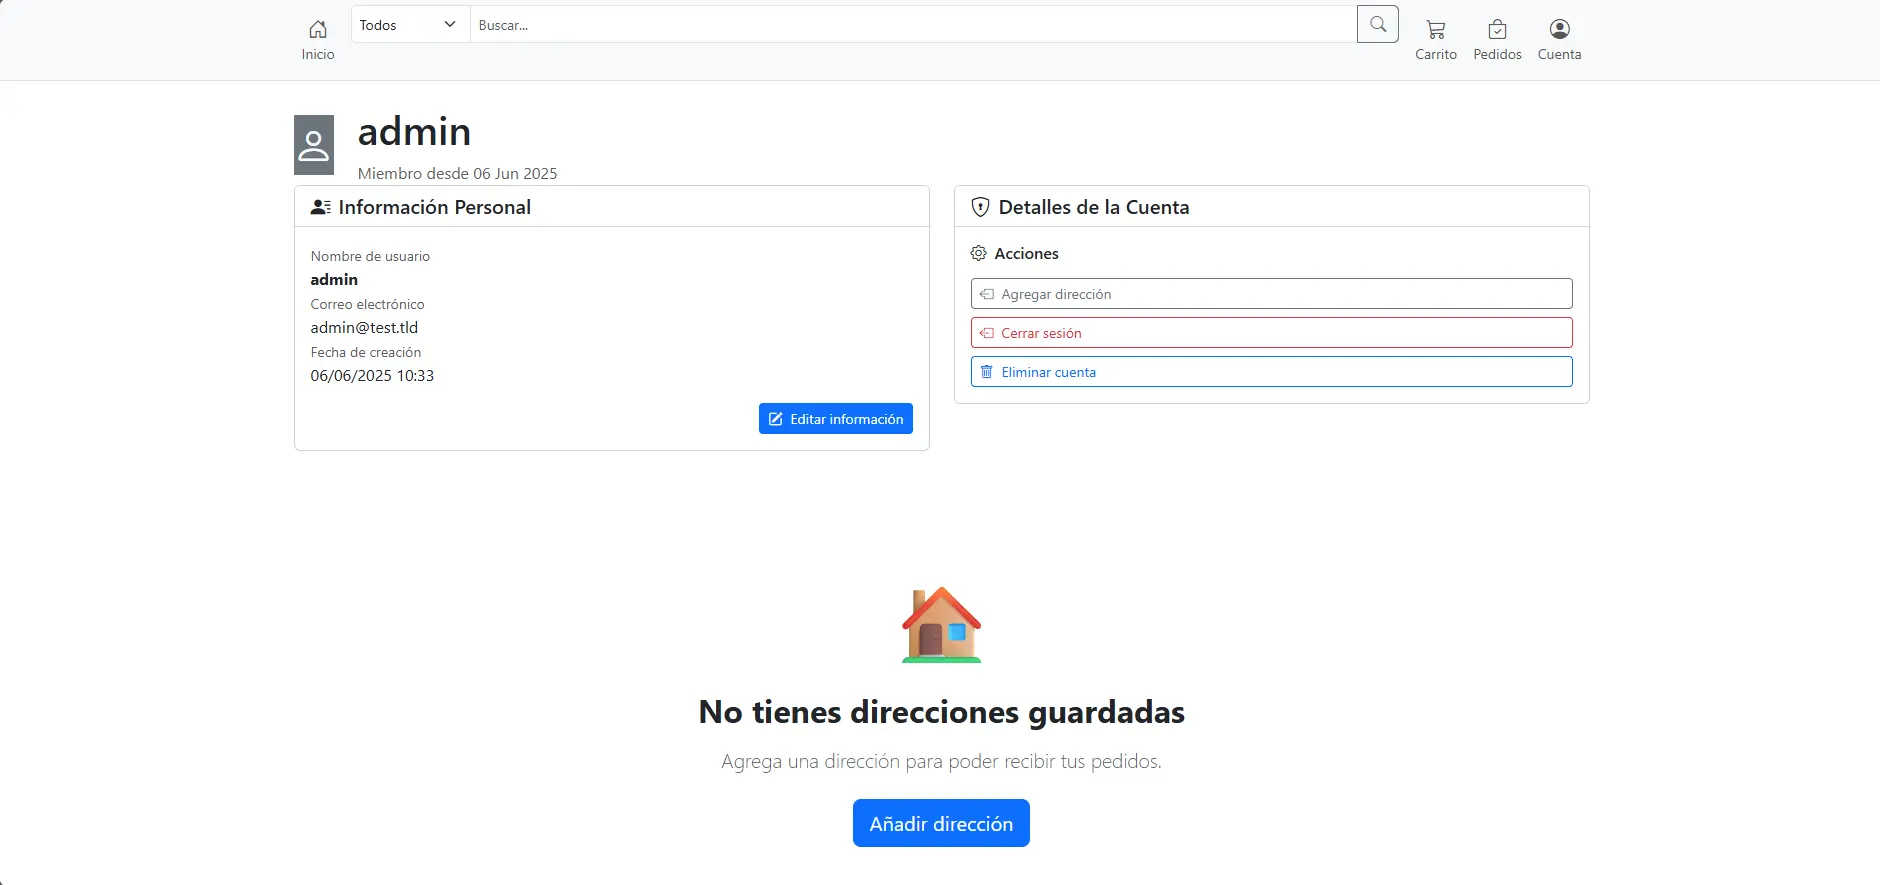 Inicio
Todos
Buscar...
Carrito
Pedidos
Cuenta
admin
Miembro desde 06 Jun 2025
Información Personal
Nombre de usuario
admin
Correo electrónico
admin@test.tld
Fecha de creación
06/06/2025 10:33
Editar información
Detalles de la Cuenta
Acciones
Agregar dirección
Cerrar sesión
Eliminar cuenta
No tienes direcciones guardadas
Agrega una dirección para poder recibir tus pedidos.
Añadir dirección